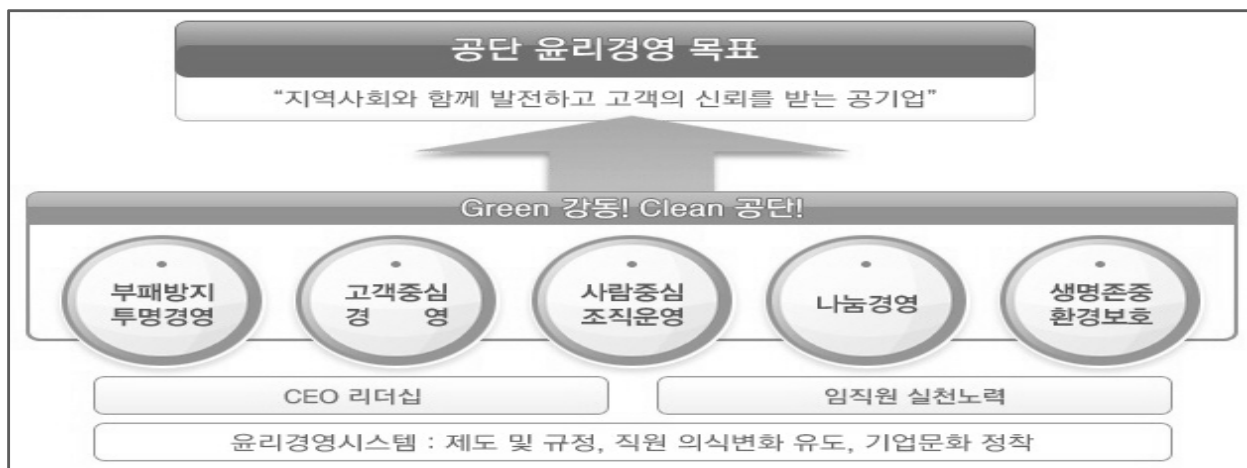 공단 윤리경영 목표
“지역사회와 함께 발전하고 고객의 신뢰를 받는 공기업”
Green 강동! Clean 공단!
부패방지
투명경영
고객중심
경 영
사람중심
조직운영
나눔경영
생명존중
환경보호
CEO 리더십
임직원 실천노력
윤리경영시스템 : 제도 및 규정, 직원 의식변화 유도, 기업문화 정착